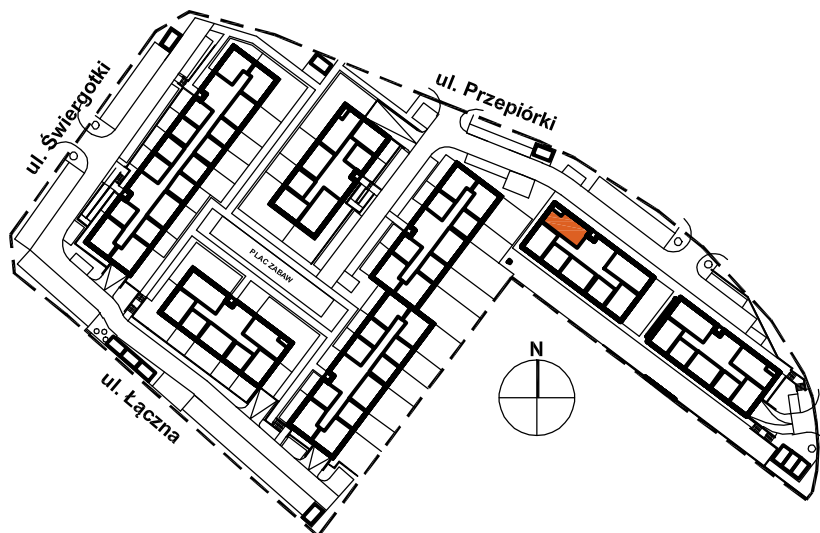 ul. Świergotki
ul. Przepiórki
PLAC ZABAW
N
ul. Łączna